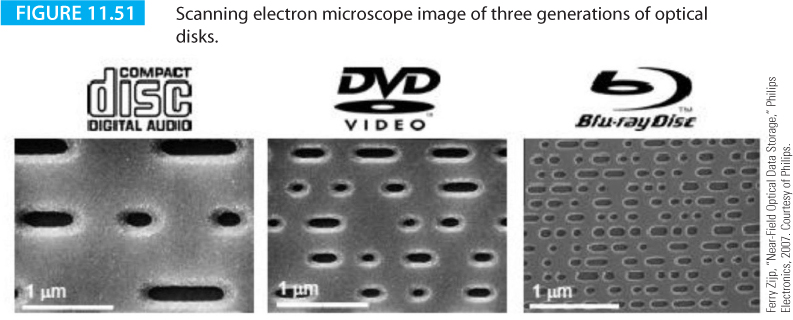 FIGURE 11.51 Scanning electron microscope image of three generations of optical
disks.
COMPACT
disc
DIGITAL AUDIO
DVD
VIDEO
TM
Blu-ray Disc
TM
1 μm
1 μm
1 μm
Ferry Zijp, "Near-Field Optical Data Storage," Philips
Electronics, 2007. Courtesy of Philips.